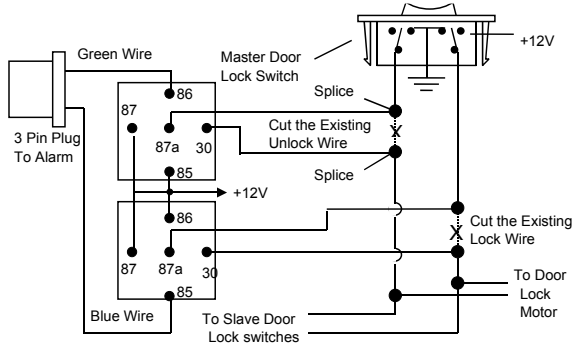 Green Wire
Master Door
Lock Switch
+12V
86
Splice
87
87a
30
Cut the Existing
Unlock Wire
X
3 Pin Plug
To Alarm
85
Splice
+12V
86
Cut the Existing
Lock Wire
X
87
87a
30
85
To Door
Lock
Motor
Blue Wire
To Slave Door
Lock switches